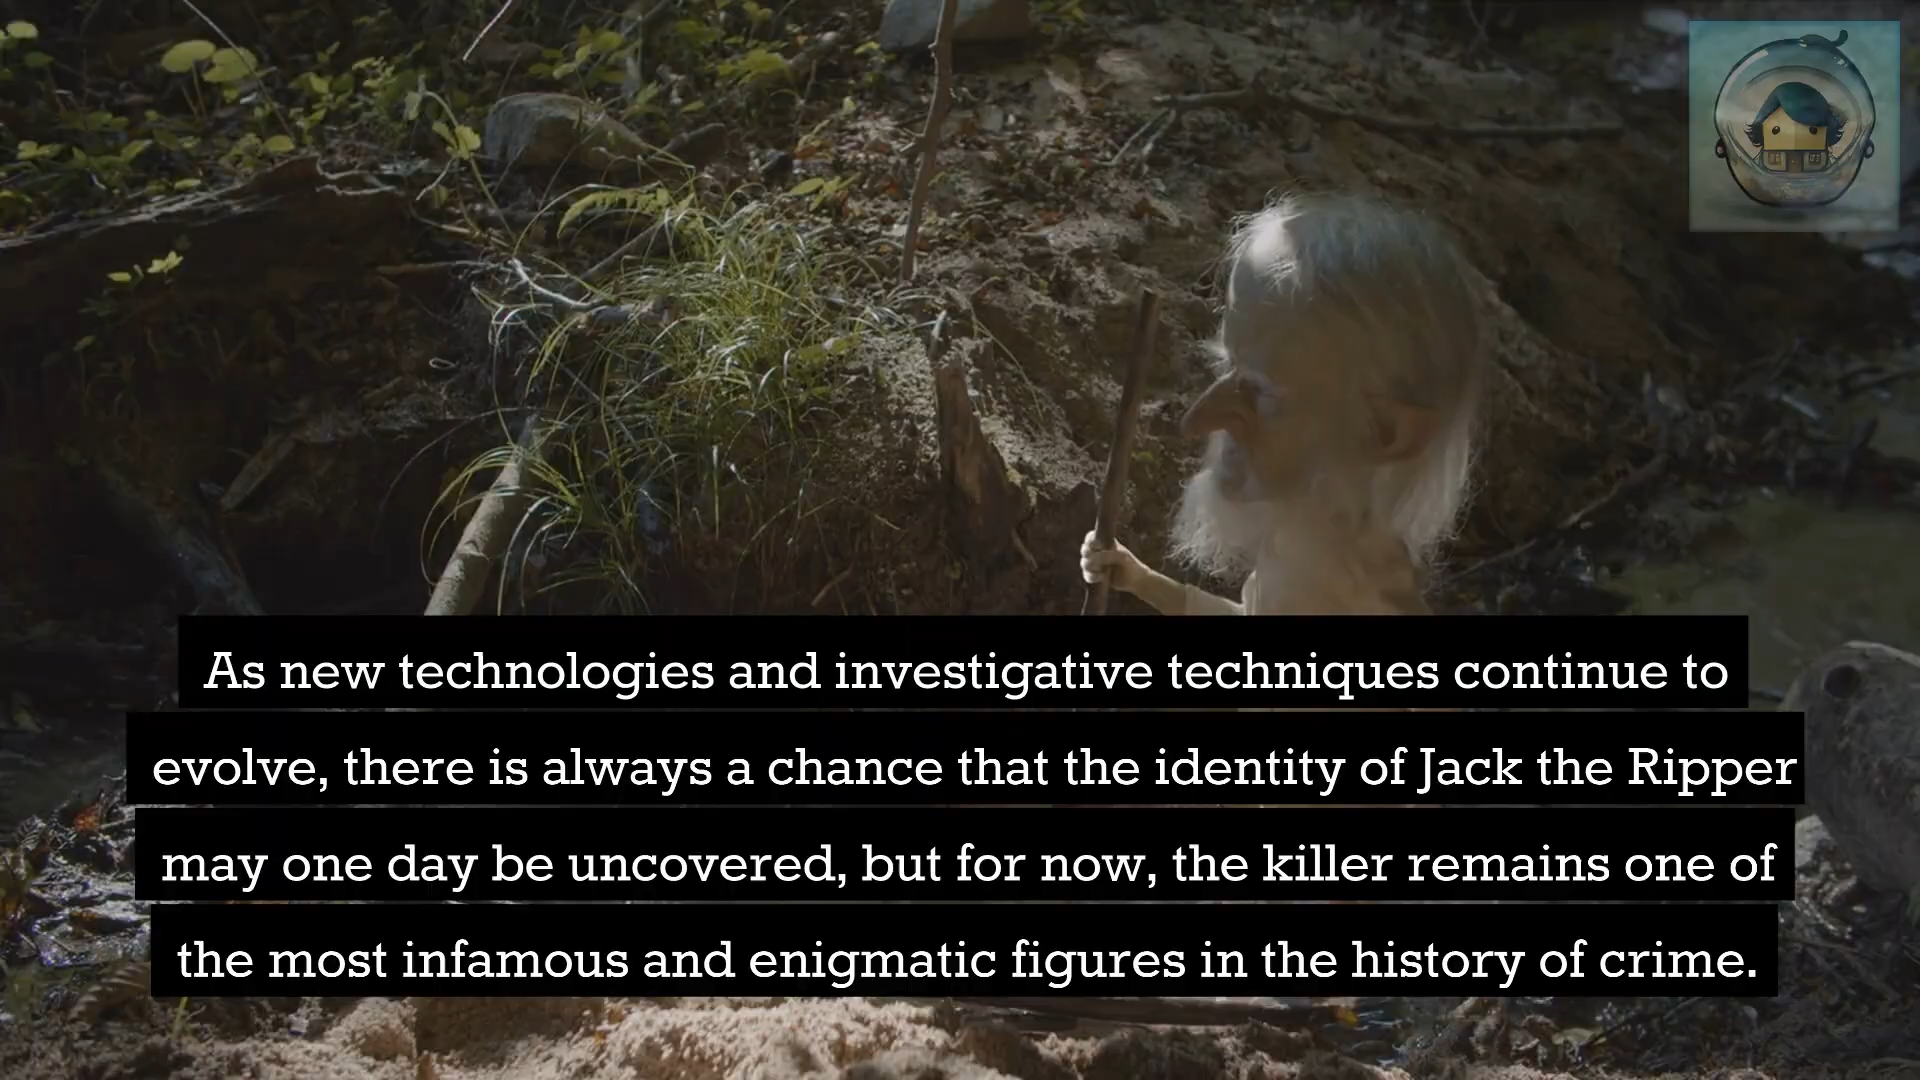 As new technologies and investigative techniques continue to
evolve, there is always a chance that the identity of Jack the Ripper
may one day be uncovered, but for now, the killer remains one of
the most infamous and enigmatic figures in the history of crime.